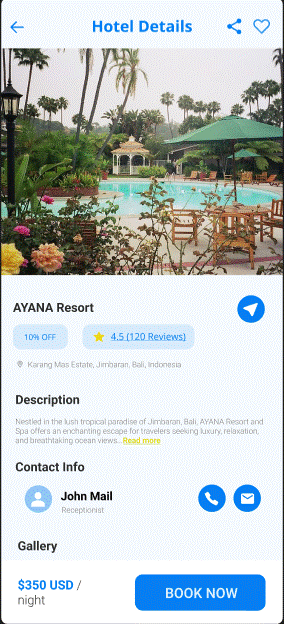 Hotel Details
AYANA Resort
10% OFF
4.5 (120 Reviews)
Karang Mas Estate, Jimbaran, Bali, Indonesia
Description
Nestled in the lush tropical paradise of Jimbaran, Bali, AYANA Resort and
Spa offers an enchanting escape for travelers seeking luxury, relaxation,
and breathtaking ocean views... Read more
Contact Info
John Mail
Receptionist
Gallery
$350 USD /
night
BOOK NOW